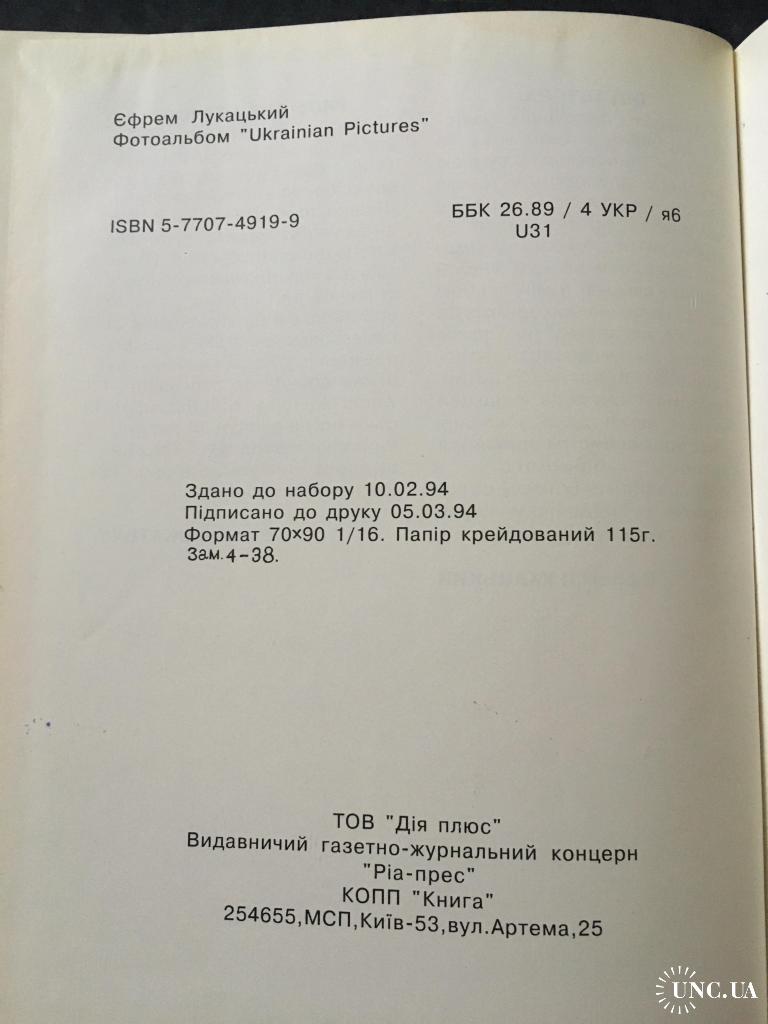 Єфрем Лукацький
Фотоальбом "Ukrainian Pictures"
ISBN 5-7707-4919-9
ББК 26.89 / 4 УКР / я6
U31
Здано до набору 10.02.94
Підписано до друку 05.03.94
Формат 70×90 1/16. Папір крейдований 115г.
Зам.4-38.
ТОВ "Дія плюс"
Видавничий газетно-журнальний концерн
"Ріа-прес"
КОПП "Книга"
254655,МСП,Київ-53,вул.Артема,25
UNC.UA